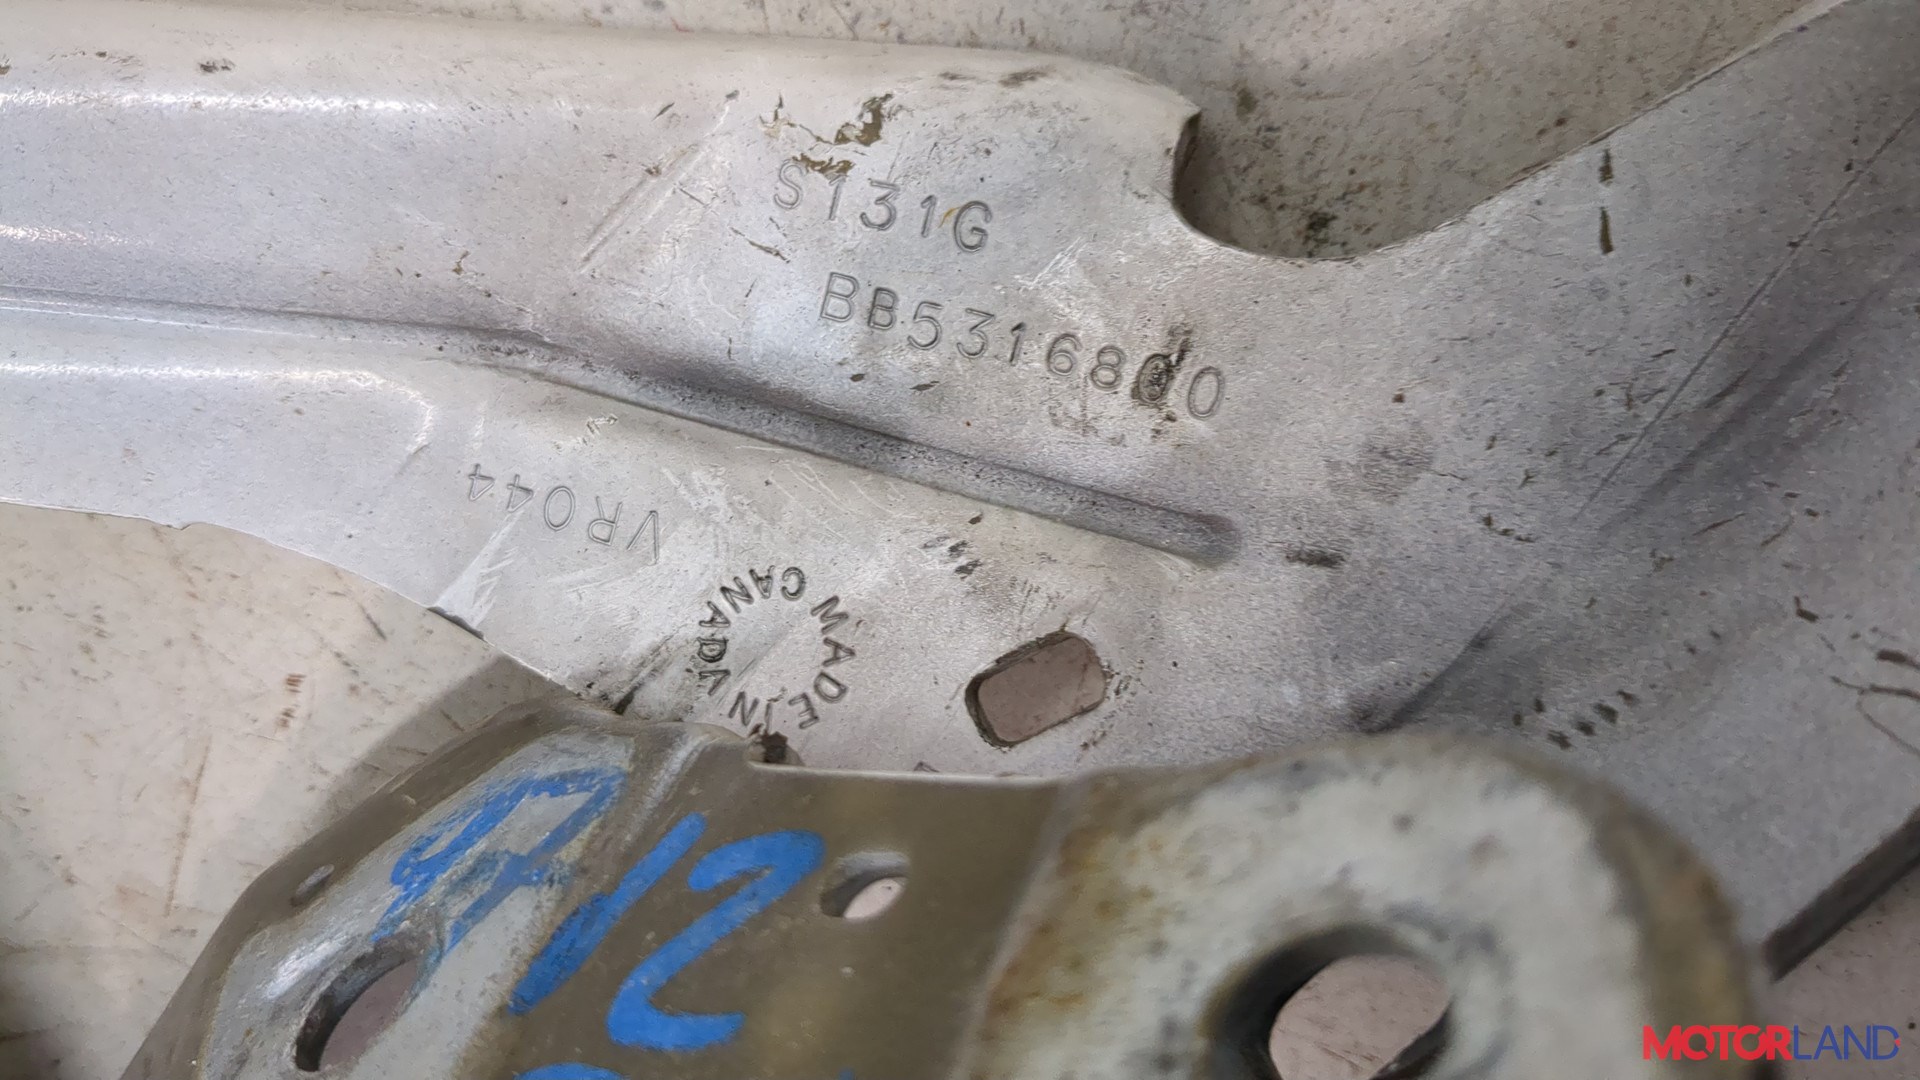 S131G
BB5316800
VR044
MADE IN CANADA
MOTORLAND